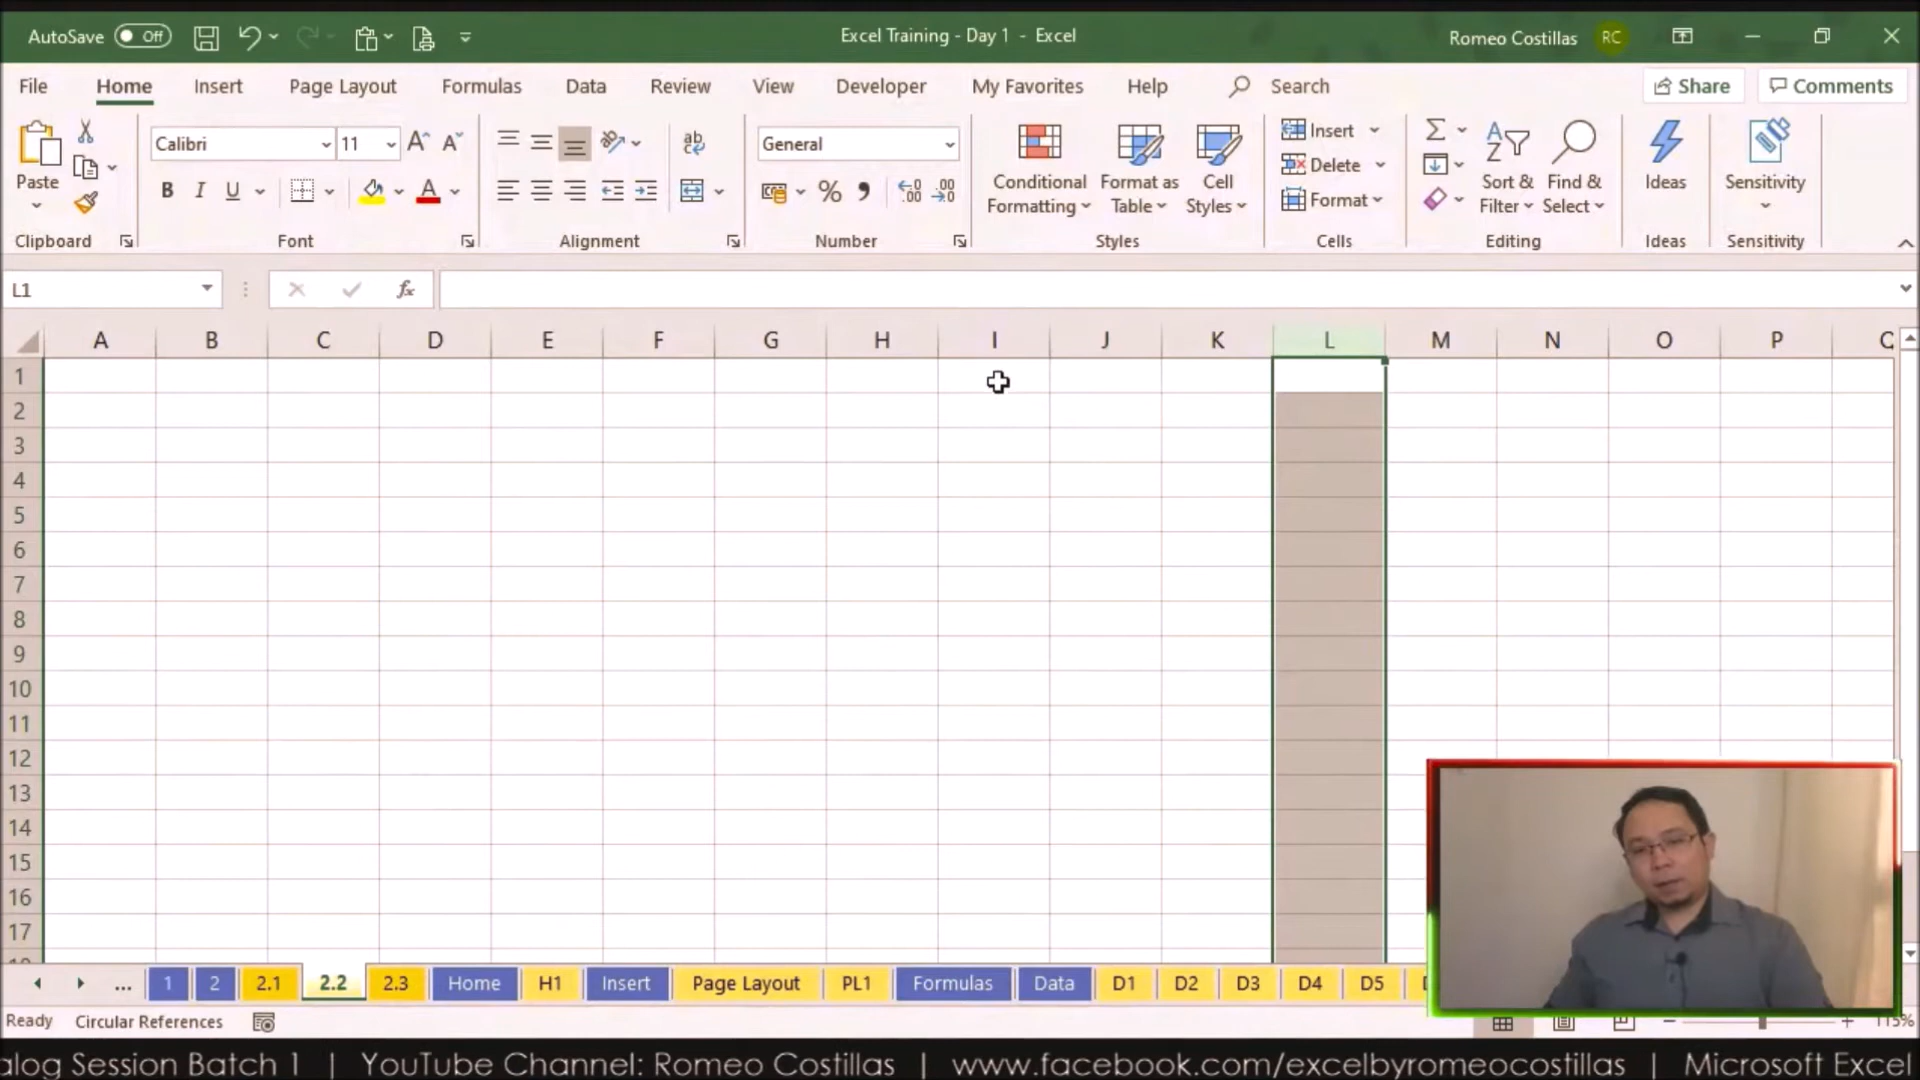 AutoSave Off Excel Training - Day 1 - Excel Romeo Costillas RC
File Home Insert Page Layout Formulas Data Review View Developer My Favorites Help Search Share Comments
Calibri 11 General
Paste
Conditional Formatting
Format as Table
Cell Styles
Insert
Delete
Format
Sort & Filter
Find & Select
Ideas
Sensitivity
Clipboard Font Alignment Number Styles Cells Editing Ideas Sensitivity
L1 fx
A B C D E F G H I J K L M N O P
1
2
3
4
5
6
7
8
9
10
11
12
13
14
15
16
17
... 1 2 2.1 2.2 2.3 Home H1 Insert Page Layout PL1 Formulas Data D1 D2 D3 D4 D5
Ready Circular References 115%
alog Session Batch 1 | YouTube Channel: Romeo Costillas | www.facebook.com/excelbyromeocostillas | Microsoft Excel